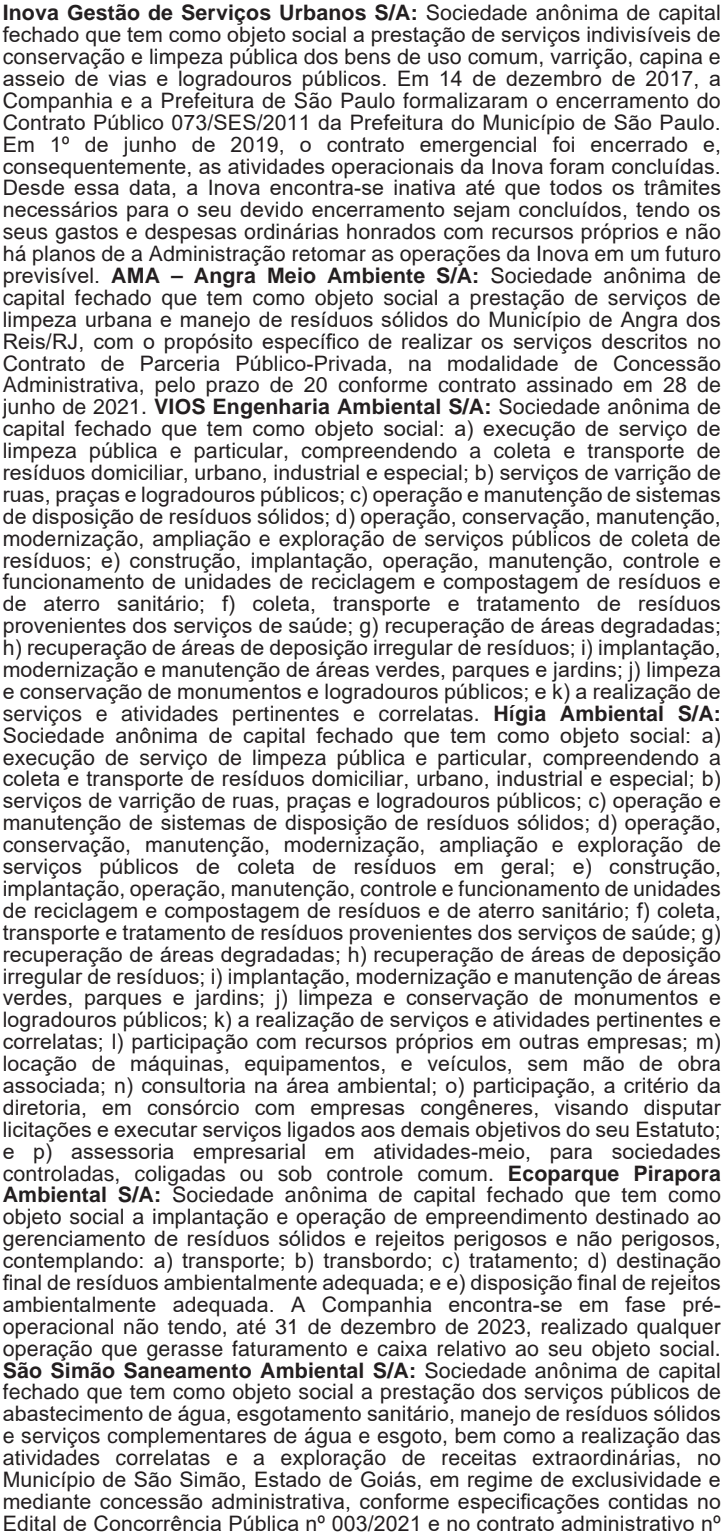 Inova Gestão de Serviços Urbanos S/A: Sociedade anônima de capital
fechado que tem como objeto social a prestação de serviços indivisíveis de
conservação e limpeza pública dos bens de uso comum, varrição, capina e
asseio de vias e logradouros públicos. Em 14 de dezembro de 2017, a
Companhia e a Prefeitura de São Paulo formalizaram o encerramento do
Contrato Público 073/SES/2011 da Prefeitura do Município de São Paulo.
Em 1º de junho de 2019, o contrato emergencial foi encerrado e,
consequentemente, as atividades operacionais da Inova foram concluídas.
Desde essa data, a Inova encontra-se inativa até que todos os trâmites
necessários para o seu devido encerramento sejam concluídos, tendo os
seus gastos e despesas ordinárias honrados com recursos próprios e não
há planos de a Administração retomar as operações da Inova em um futuro
previsível. AMA – Angra Meio Ambiente S/A: Sociedade anônima de
capital fechado que tem como objeto social a prestação de serviços de
limpeza urbana e manejo de resíduos sólidos do Município de Angra dos
Reis/RJ, com o propósito específico de realizar os serviços descritos no
Contrato de Parceria Público-Privada, na modalidade de Concessão
Administrativa, pelo prazo de 20 conforme contrato assinado em 28 de
junho de 2021. VIOS Engenharia Ambiental S/A: Sociedade anônima de
capital fechado que tem como objeto social: a) execução de serviço de
limpeza pública e particular, compreendendo a coleta e transporte de
resíduos domiciliar, urbano, industrial e especial; b) serviços de varrição de
ruas, praças e logradouros públicos; c) operação e manutenção de sistemas
de disposição de resíduos sólidos; d) operação, conservação, manutenção,
modernização, ampliação e exploração de serviços públicos de coleta de
resíduos; e) construção, implantação, operação, manutenção, controle e
funcionamento de unidades de reciclagem e compostagem de resíduos e
de aterro sanitário; f) coleta, transporte e tratamento de resíduos
provenientes dos serviços de saúde; g) recuperação de áreas degradadas;
h) recuperação de áreas de deposição irregular de resíduos; i) implantação,
modernização e manutenção de áreas verdes, parques e jardins; j) limpeza
e conservação de monumentos e logradouros públicos; e k) a realização de
serviços e atividades pertinentes e correlatas. Hígia Ambiental S/A:
Sociedade anônima de capital fechado que tem como objeto social: a)
execução de serviço de limpeza pública e particular, compreendendo a
coleta e transporte de resíduos domiciliar, urbano, industrial e especial; b)
serviços de varrição de ruas, praças e logradouros públicos; c) operação e
manutenção de sistemas de disposição de resíduos sólidos; d) operação,
conservação, manutenção, modernização, ampliação e exploração de
serviços públicos de coleta de resíduos em geral; e) construção,
implantação, operação, manutenção, controle e funcionamento de unidades
de reciclagem e compostagem de resíduos e de aterro sanitário; f) coleta,
transporte e tratamento de resíduos provenientes dos serviços de saúde; g)
recuperação de áreas degradadas; h) recuperação de áreas de deposição
irregular de resíduos; i) implantação, modernização e manutenção de áreas
verdes, parques e jardins; j) limpeza e conservação de monumentos e
logradouros públicos; k) a realização de serviços e atividades pertinentes e
correlatas; l) participação com recursos próprios em outras empresas; m)
locação de máquinas, equipamentos, e veículos, sem mão de obra
associada; n) consultoria na área ambiental; o) participação, a critério da
diretoria, em consórcio com empresas congêneres, visando disputar
licitações e executar serviços ligados aos demais objetivos do seu Estatuto;
e p) assessoria empresarial em atividades-meio, para sociedades
controladas, coligadas ou sob controle comum. Ecoparque Pirapora
Ambiental S/A: Sociedade anônima de capital fechado que tem como
objeto social a implantação e operação de empreendimento destinado ao
gerenciamento de resíduos sólidos e rejeitos perigosos e não perigosos,
contemplando: a) transporte; b) transbordo; c) tratamento; d) destinação
final de resíduos ambientalmente adequada; e e) disposição final de rejeitos
ambientalmente adequada. A Companhia encontra-se em fase pré-
operacional não tendo, até 31 de dezembro de 2023, realizado qualquer
operação que gerasse faturamento e caixa relativo ao seu objeto social.
São Simão Saneamento Ambiental S/A: Sociedade anônima de capital
fechado que tem como objeto social a prestação dos serviços públicos de
abastecimento de água, esgotamento sanitário, manejo de resíduos sólidos
e serviços complementares de água e esgoto, bem como a realização das
atividades correlatas e a exploração de receitas extraordinárias, no
Município de São Simão, Estado de Goiás, em regime de exclusividade e
mediante concessão administrativa, conforme especificações contidas no
Edital de Concorrência Pública nº 003/2021 e no contrato administrativo nº